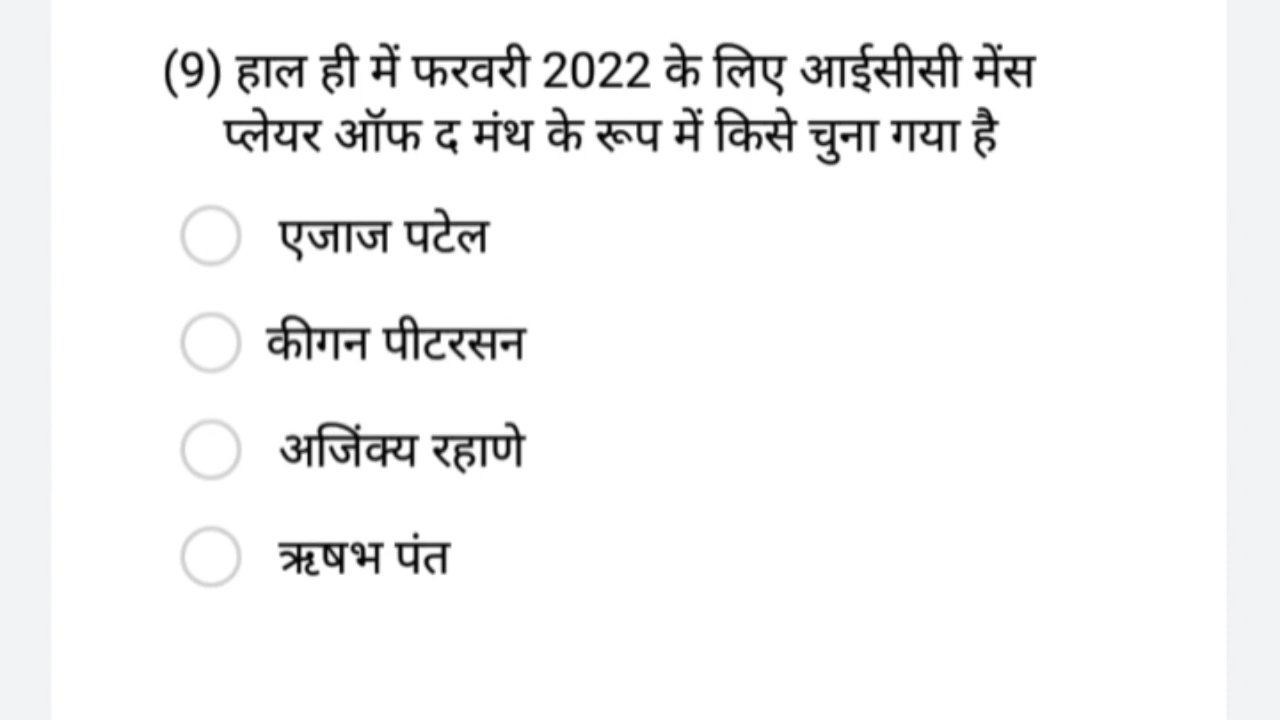 (9) हाल ही में फरवरी 2022 के लिए आईसीसी मेंस
प्लेयर ऑफ द मंथ के रूप में किसे चुना गया है
एजाज पटेल
कीगन पीटरसन
अजिंक्य रहाणे
ऋषभ पंत